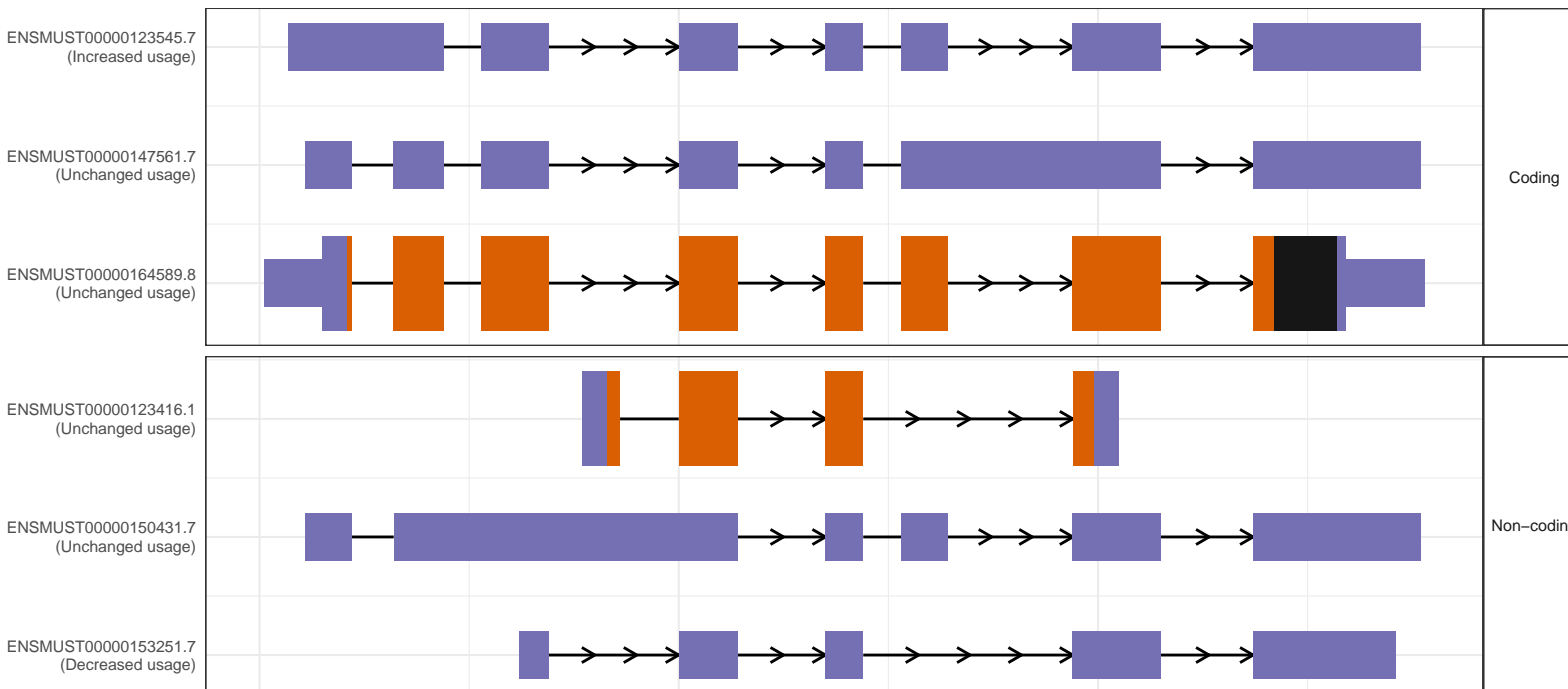 ENSMUST00000123545.7
(Increased usage)
ENSMUST00000147561.7
(Unchanged usage)
Coding
ENSMUST00000164589.8
(Unchanged usage)
ENSMUST00000123416.1
(Unchanged usage)
ENSMUST00000150431.7
(Unchanged usage)
Non−codin
ENSMUST00000153251.7
(Decreased usage)